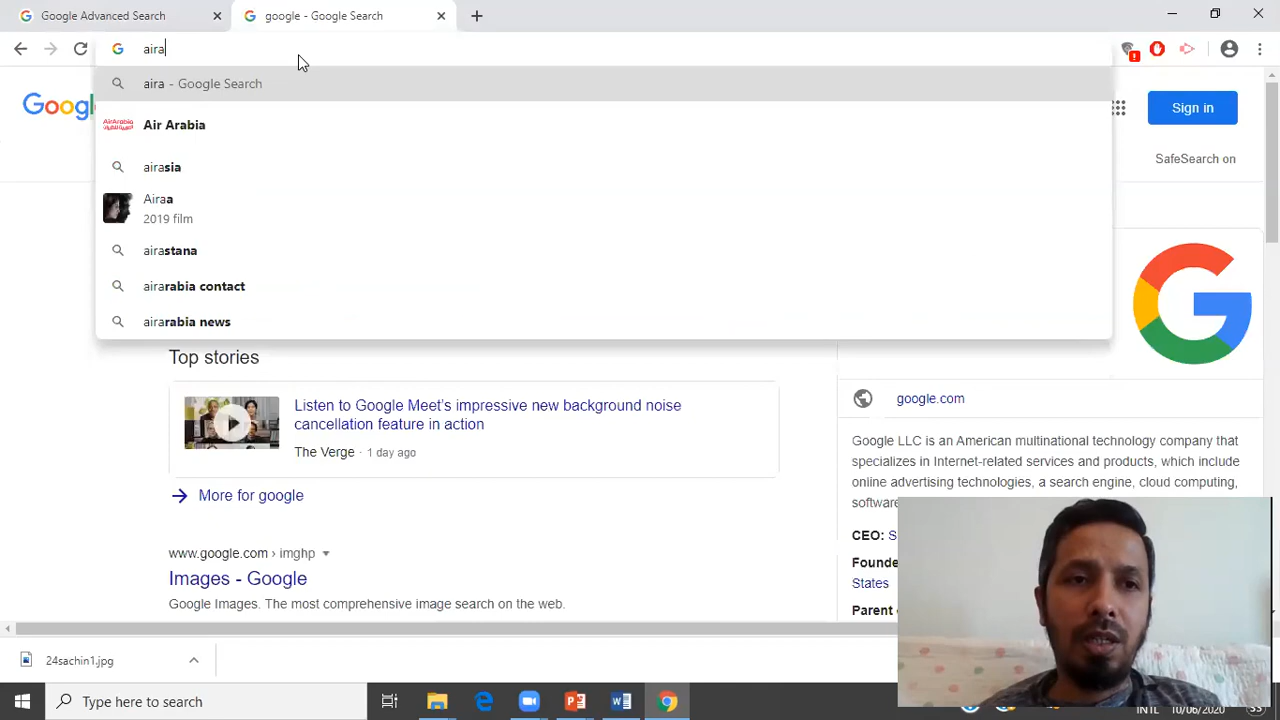 Google Advanced Search
google - Google Search
aira
aira - Google Search
Air Arabia
airasia
Airaa
2019 film
airastana
airarabia contact
airarabia news
Google
Sign in
SafeSearch on
Top stories
Listen to Google Meet's impressive new background noise
cancellation feature in action
The Verge · 1 day ago
More for google
www.google.com › imghp
Images - Google
Google Images. The most comprehensive image search on the web.
google.com
Google LLC is an American multinational technology company that
specializes in Internet-related services and products, which include
online advertising technologies, a search engine, cloud computing,
CEO:
States
Parent
24sachin1.jpg
Type here to search
INTL 10/06/2020